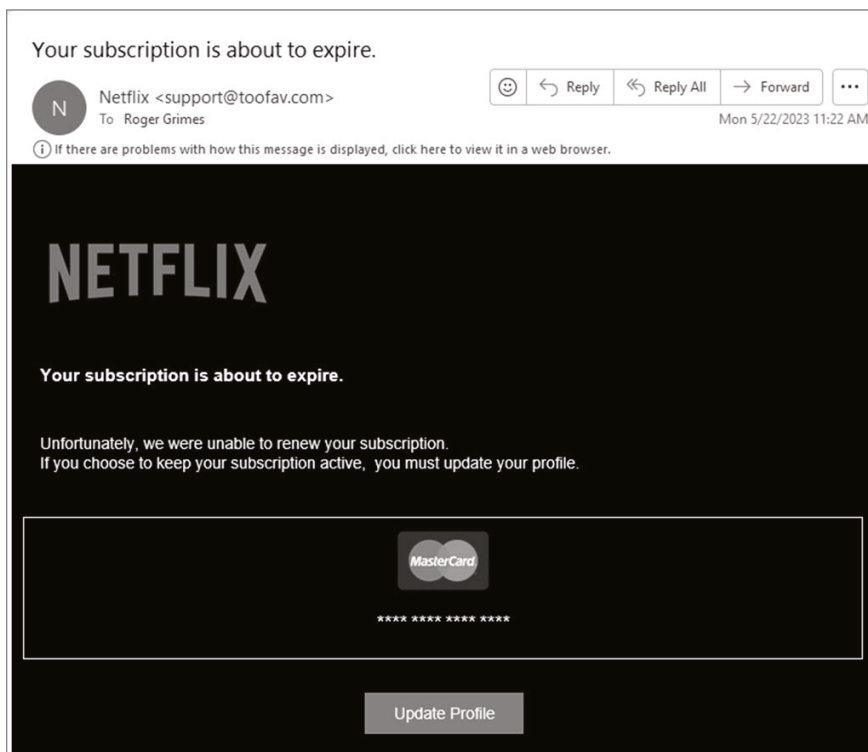 Your subscription is about to expire.
N
Netflix <support@toofav.com>
To Roger Grimes
Reply
Reply All
Forward
Mon 5/22/2023 11:22 AM
If there are problems with how this message is displayed, click here to view it in a web browser.
NETFLIX
Your subscription is about to expire.
Unfortunately, we were unable to renew your subscription.
If you choose to keep your subscription active, you must update your profile.
MasterCard
**** **** **** ****
Update Profile